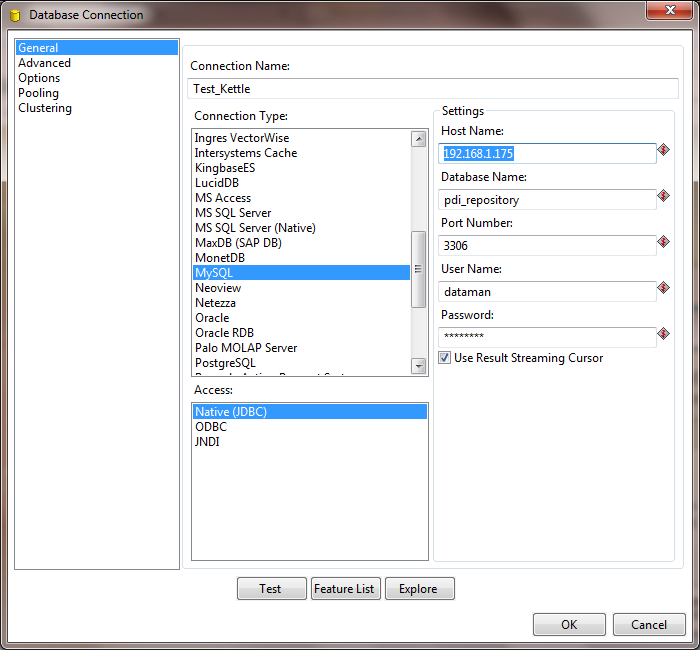 Database Connection
General
Advanced
Options
Pooling
Clustering
Connection Name:
Test_Kettle
Connection Type:
Ingres VectorWise
Intersystems Cache
KingbaseES
LucidDB
MS Access
MS SQL Server
MS SQL Server (Native)
MaxDB (SAP DB)
MonetDB
MySQL
Neoview
Netezza
Oracle
Oracle RDB
Palo MOLAP Server
PostgreSQL
Access:
Native (JDBC)
ODBC
JNDI
Settings
Host Name:
192.168.1.175
Database Name:
pdi_repository
Port Number:
3306
User Name:
dataman
Password:
********
Use Result Streaming Cursor
Test
Feature List
Explore
OK
Cancel